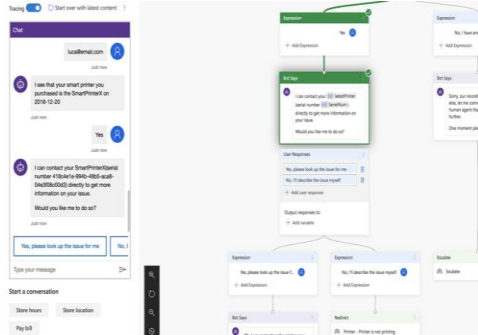 Tracing
Start over with latest content
Chat
luca@email.com
Just now
I see that your smart printer you
purchased is the SmartPrinterX on
2018-12-20
Just now
Yes
Just now
I can contact your SmartPrinterX(serial
directly to get more
information on your issue.
Would you like me to do so?
Just now
Yes, please look up the issue for me
No, I
Type your message
Start a conversation
Store hours
Store location
Pay bill
Expression
Yes
Add Expression
Bot Says
I can contact your
(serial number
directly to get more information on
your issue.
Would you like me to do so?
User Responses
No, please look up the issue for me
No, I'll describe the issue myself
Add user response
Output responses to:
Add variable
Expression
Yes, please look up the issue f...
Add Expression
Bot Says
Expression
No, I'll describe the issue myself
Add Expression
Redirect
Printer - Printer is not printing
Expression
No, I have an
Add Expression
Bot Says
Sorry, our record
else, let me conn
human agent tha
further.
One moment ple
Escalate
Escalate